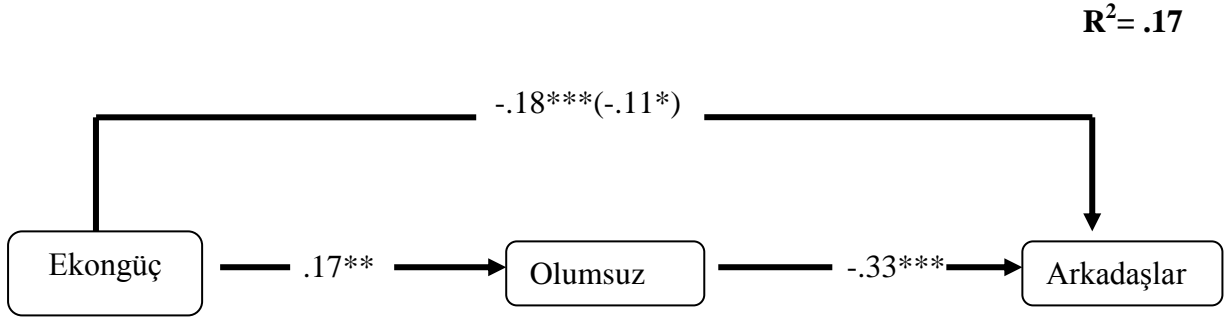 R²= .17
-.18***(-.11*)
Ekongüç
.17**
Olumsuz
-.33***
Arkadaşlar